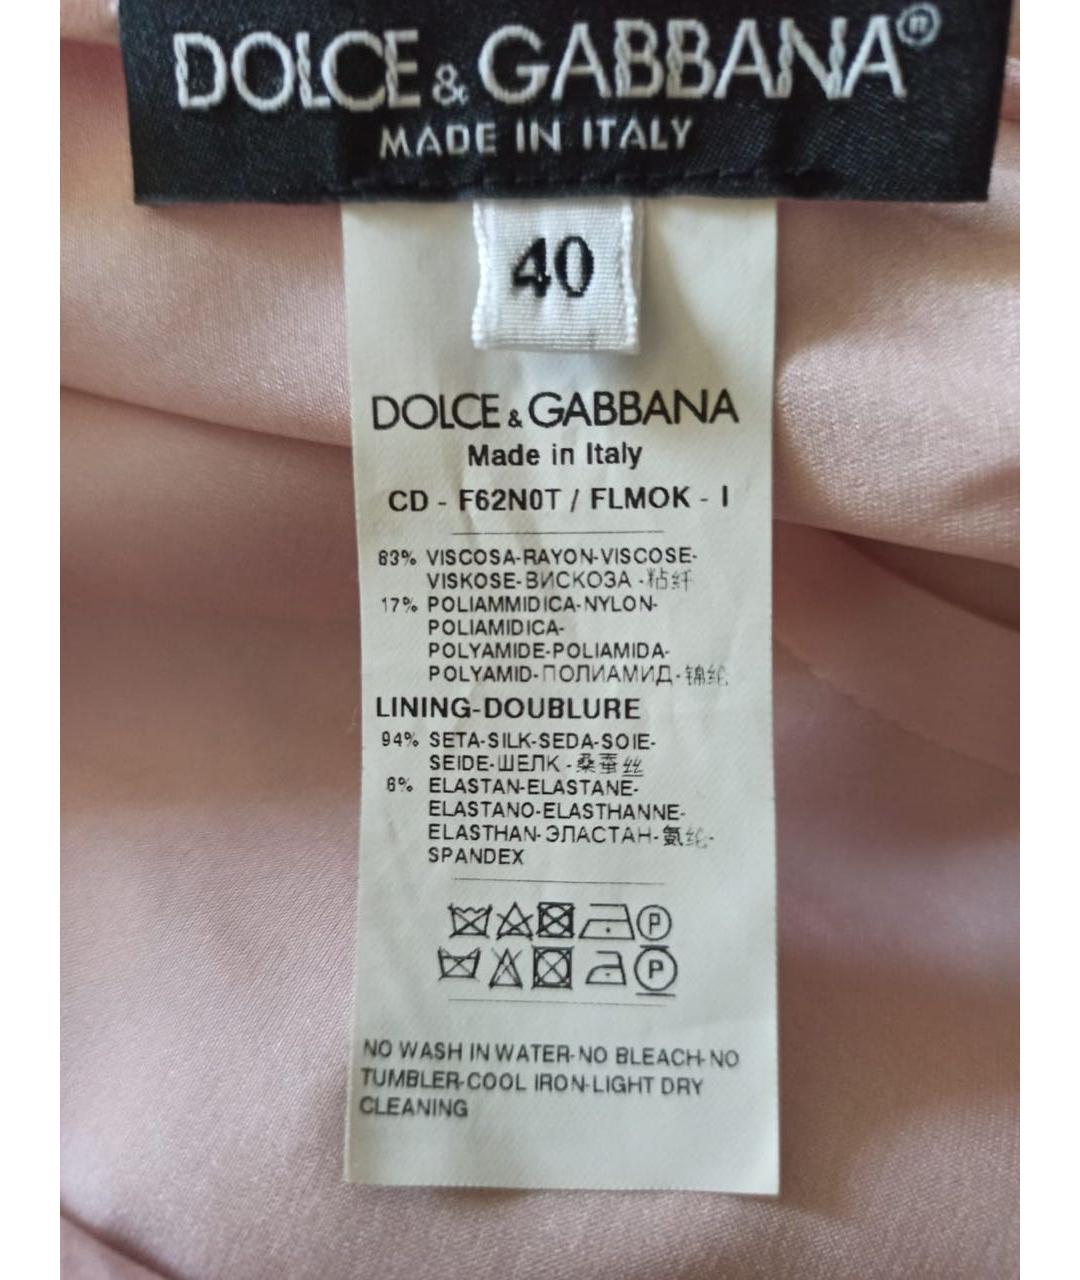 DOLCE & GABBANA®
MADE IN ITALY
40
DOLCE & GABBANA
Made in Italy
CD - F62N0T / FLMOK - I
83% VISCOSA-RAYON-VISCOSE-
VISKOSE-ВИСКОЗА -粘纤
17% POLIAMMIDICA-NYLON-
POLIAMIDICA-
POLYAMIDE-POLIAMIDA-
POLYAMID-ПОЛИАМИД-锦纶
LINING-DOUBLURE
94% SETA-SILK-SEDA-SOIE-
SEIDE-ШЕЛК -桑蚕丝
6% ELASTAN-ELASTANE-
ELASTANO-ELASTHANNE-
ELASTHAN-ЭЛАСТАН-氨纶-
SPANDEX
P
P
NO WASH IN WATER-NO BLEACH-NO
TUMBLER-COOL IRON-LIGHT DRY
CLEANING